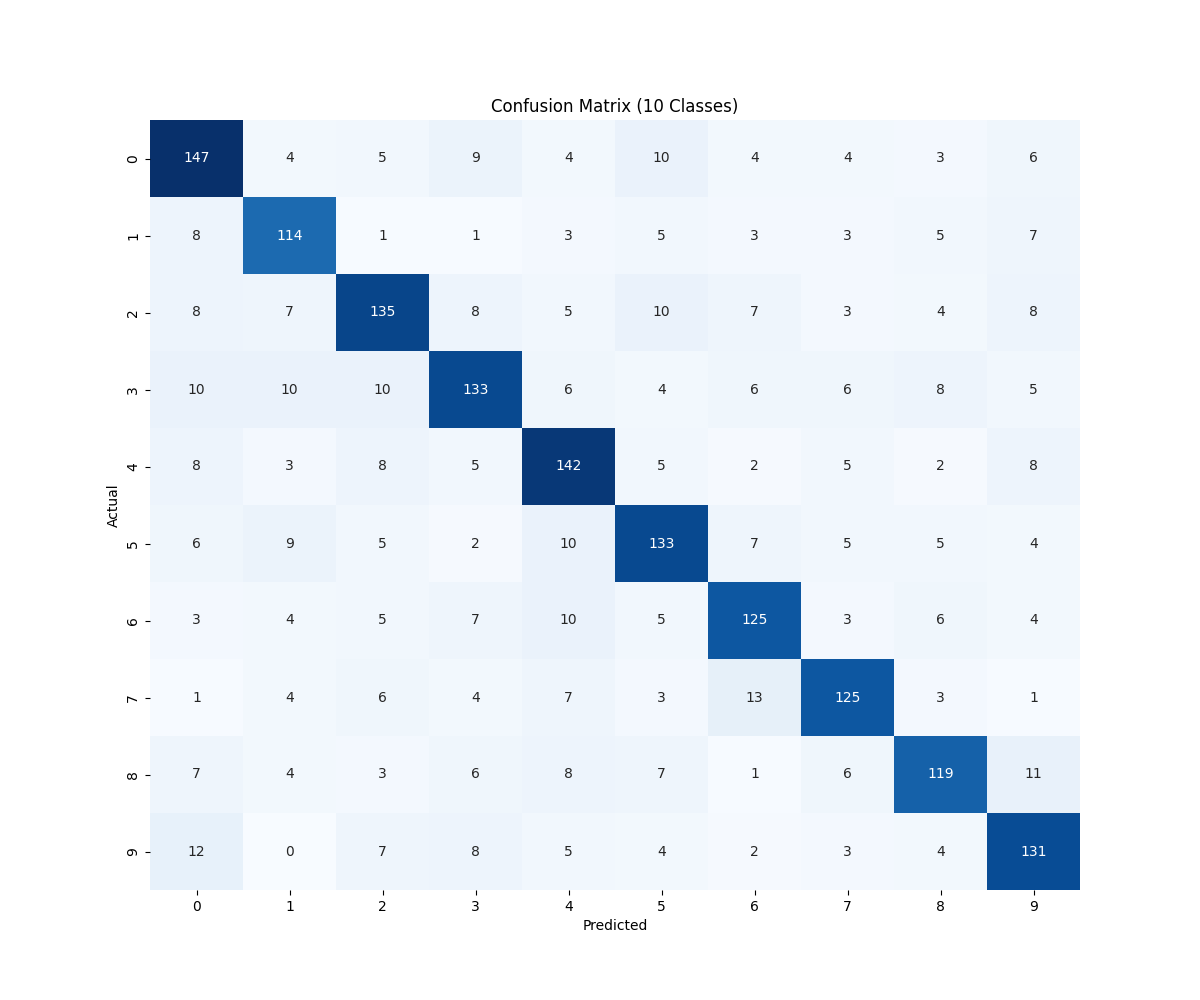 Confusion Matrix (10 Classes)
0 147 4 5 9 4 10 4 4 3 6
1 8 114 1 1 3 5 3 3 5 7
2 8 7 135 8 5 10 7 3 4 8
3 10 10 10 133 6 4 6 6 8 5
4 8 3 8 5 142 5 2 5 2 8
Actual
5 6 9 5 2 10 133 7 5 5 4
6 3 4 5 7 10 5 125 3 6 4
7 1 4 6 4 7 3 13 125 3 1
8 7 4 3 6 8 7 1 6 119 11
9 12 0 7 8 5 4 2 3 4 131
0 1 2 3 4 5 6 7 8 9
Predicted